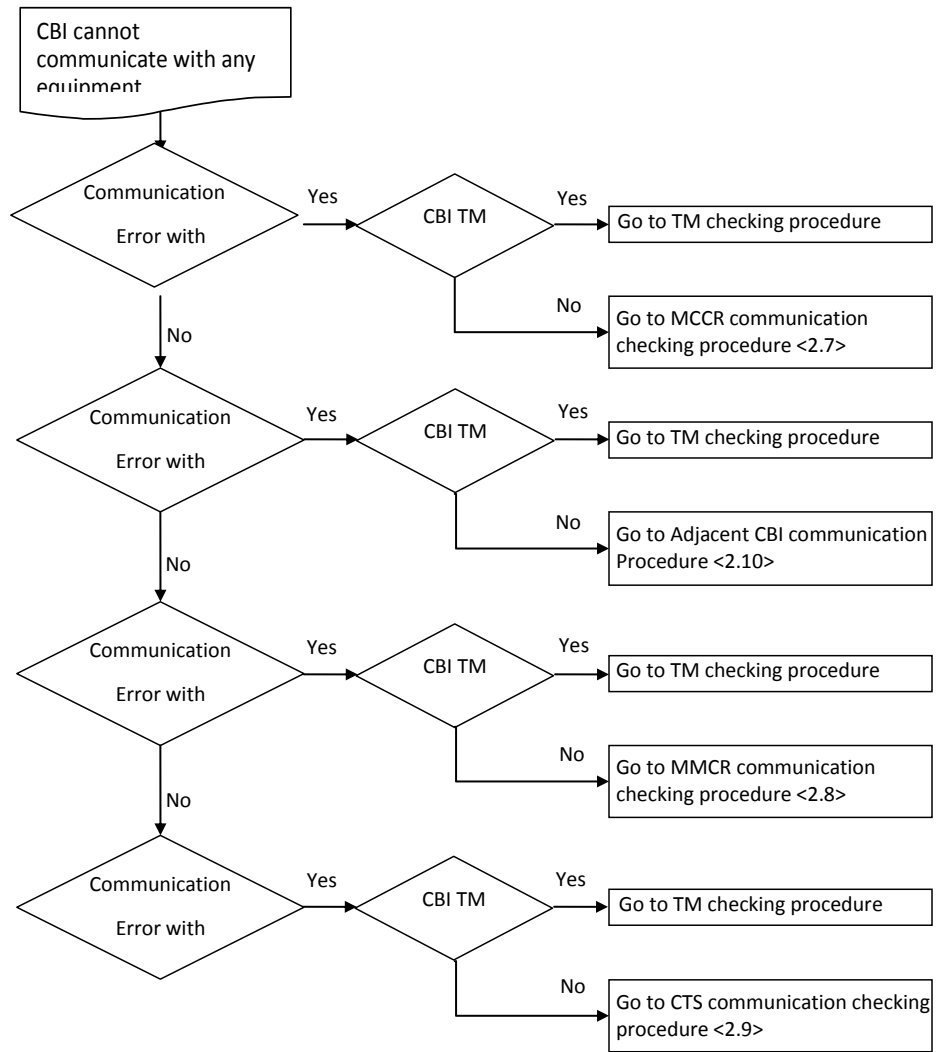 CBI cannot
communicate with any
equipment
Communication
Error with
Yes
CBI TM
Yes
Go to TM checking procedure
No
Go to MCCR communication
checking procedure <2.7>
No
Communication
Error with
Yes
CBI TM
Yes
Go to TM checking procedure
No
Go to Adjacent CBI communication
Procedure <2.10>
No
Communication
Error with
Yes
CBI TM
Yes
Go to TM checking procedure
No
Go to MMCR communication
checking procedure <2.8>
No
Communication
Error with
Yes
CBI TM
Yes
Go to TM checking procedure
No
Go to CTS communication checking
procedure <2.9>